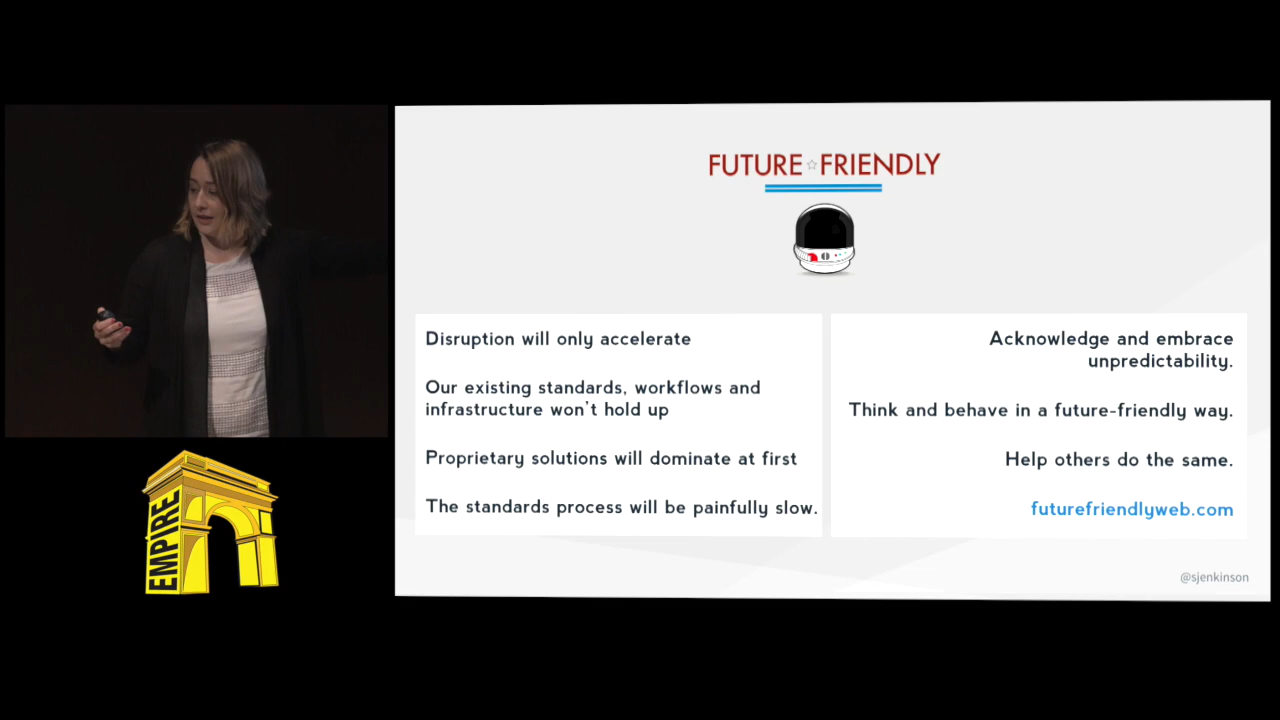 FUTURE FRIENDLY
Disruption will only accelerate
Our existing standards, workflows and
infrastructure won't hold up
Proprietary solutions will dominate at first
The standards process will be painfully slow.
Acknowledge and embrace
unpredictability.
Think and behave in a future-friendly way.
Help others do the same.
futurefriendlyweb.com
@sjenkinson
EMPIRE